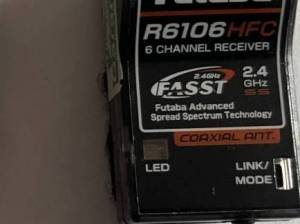 Futaba
R6106HFC
6 CHANNEL RECEIVER
2.4GHz
FASST
2.4
GHz
SS
Futaba Advanced
Spread Spectrum Technology
COAXIAL ANT.
LED
LINK/
MODE